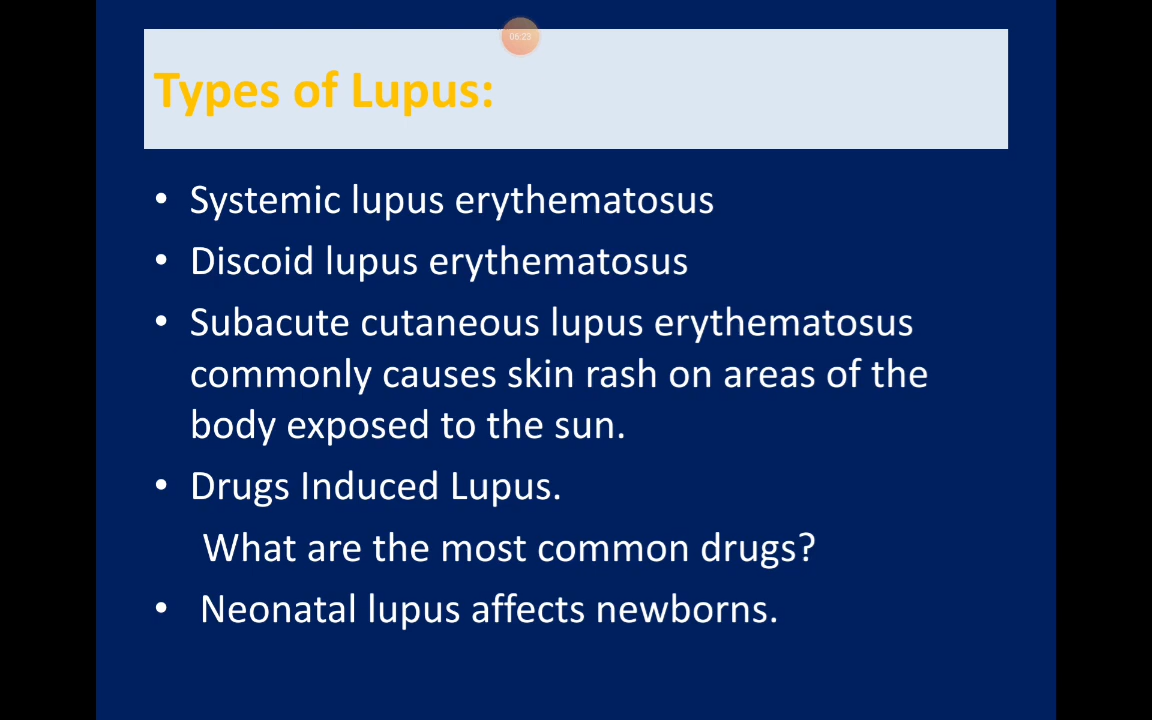 06:23
Types of Lupus:
• Systemic lupus erythematosus
• Discoid lupus erythematosus
• Subacute cutaneous lupus erythematosus
commonly causes skin rash on areas of the
body exposed to the sun.
• Drugs Induced Lupus.
What are the most common drugs?
• Neonatal lupus affects newborns.